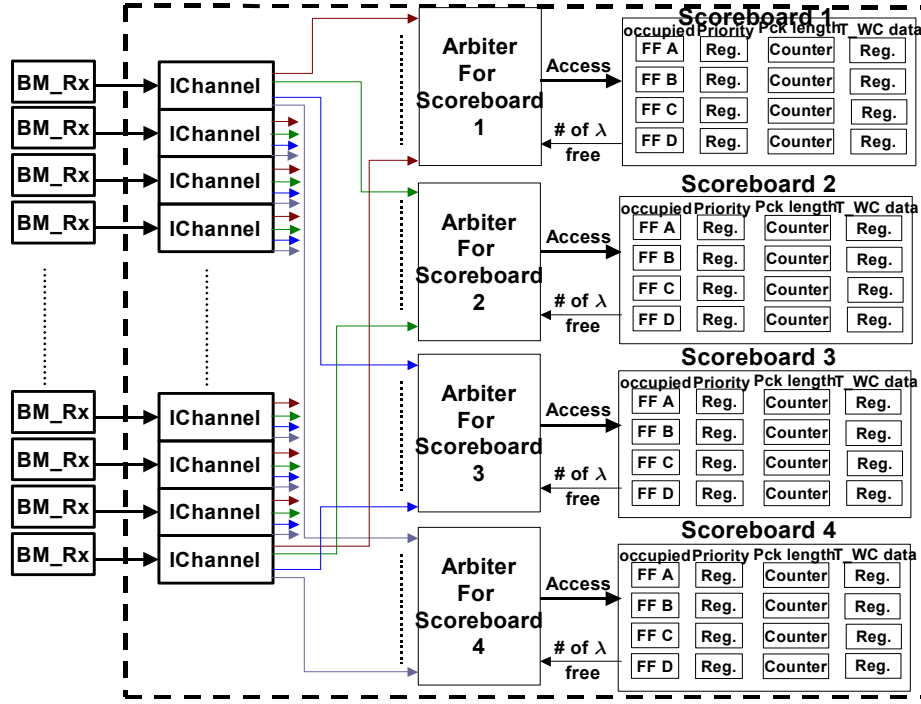 BM_Rx
BM_Rx
BM_Rx
BM_Rx
BM_Rx
BM_Rx
BM_Rx
BM_Rx
IChannel
IChannel
IChannel
IChannel
IChannel
IChannel
IChannel
IChannel
Arbiter
For
Scoreboard
1
Access
# of λ
free
Scoreboard 1
occupied Priority Pck length T_WC data
FF A Reg. Counter Reg.
FF B Reg. Counter Reg.
FF C Reg. Counter Reg.
FF D Reg. Counter Reg.
Arbiter
For
Scoreboard
2
Access
# of λ
free
Scoreboard 2
occupied Priority Pck length T_WC data
FF A Reg. Counter Reg.
FF B Reg. Counter Reg.
FF C Reg. Counter Reg.
FF D Reg. Counter Reg.
Arbiter
For
Scoreboard
3
Access
# of λ
free
Scoreboard 3
occupied Priority Pck length T_WC data
FF A Reg. Counter Reg.
FF B Reg. Counter Reg.
FF C Reg. Counter Reg.
FF D Reg. Counter Reg.
Arbiter
For
Scoreboard
4
Access
# of λ
free
Scoreboard 4
occupied Priority Pck length T_WC data
FF A Reg. Counter Reg.
FF B Reg. Counter Reg.
FF C Reg. Counter Reg.
FF D Reg. Counter Reg.